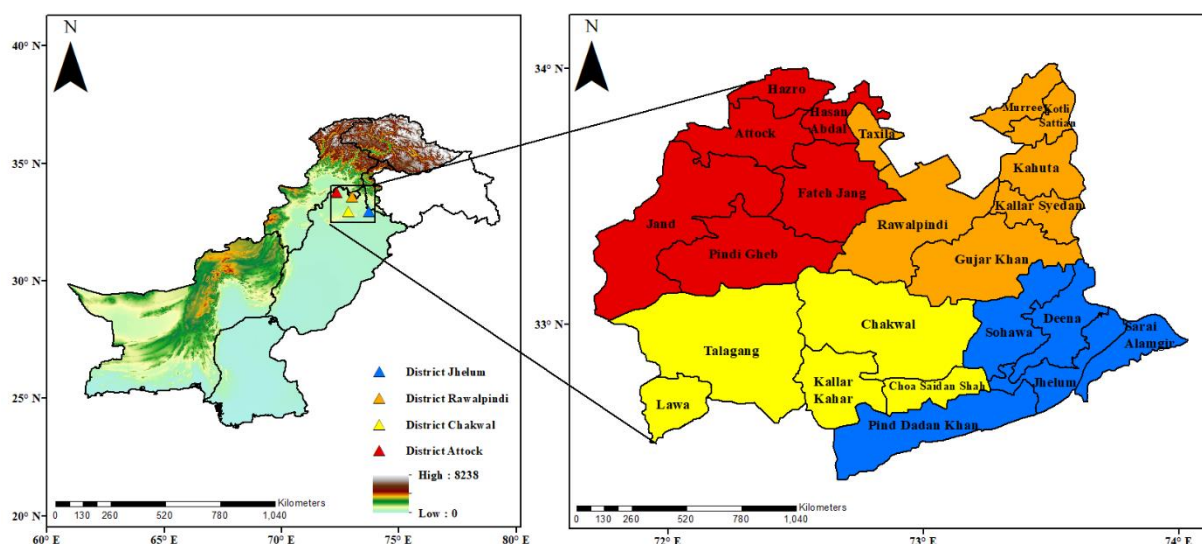 N
40° N
35° N
30° N
25° N
20° N
60° E
65° E
70° E
75° E
80° E
District Jhelum
District Rawalpindi
District Chakwal
District Attock
High : 8238
Low : 0
Kilometers
0 130 260 520 780 1,040
N
34° N
33° N
72° E
73° E
74° E
Hazro
Hasan
Abdal
Attock
Taxila
Murree
Kotli
Sattian
Kahuta
Fateh Jang
Kallar Syedan
Jand
Rawalpindi
Pindi Gheb
Gujar Khan
Chakwal
Sohawa
Deena
Sarai
Alamgir
Talagang
Kallar
Kahar
Choa Saidan Shah
Jhelum
Lawa
Pind Dadan Khan
Kilometers
0 130 260 520 780 1,040